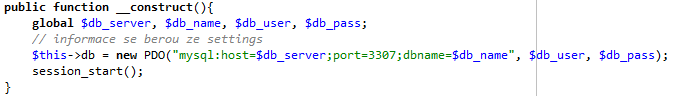 public function __construct(){
global $db_server, $db_name, $db_user, $db_pass;
// informace se berou ze settings
$this->db = new PDO("mysql:host=$db_server;port=3307;dbname=$db_name", $db_user, $db_pass);
session_start();
}